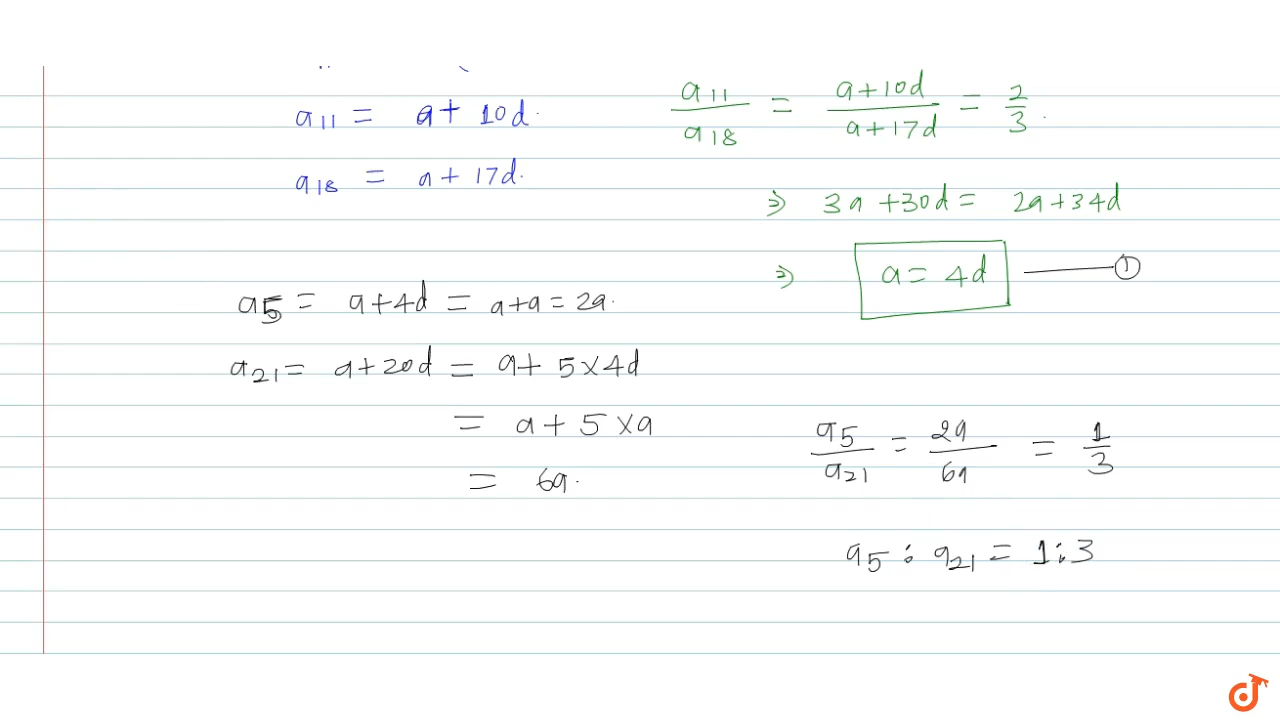 a11 = a + 10d.
a18 = a + 17d.
a11/a18 = a+10d/a+17d = 2/3.
⇒ 3a + 30d = 2a + 34d
⇒ a = 4d ——— ①
a5 = a+4d = a+a = 2a.
a21 = a+20d = a+ 5×4d
= a + 5×a
= 6a.
a5/a21 = 2a/6a = 1/3
a5 : a21 = 1:3